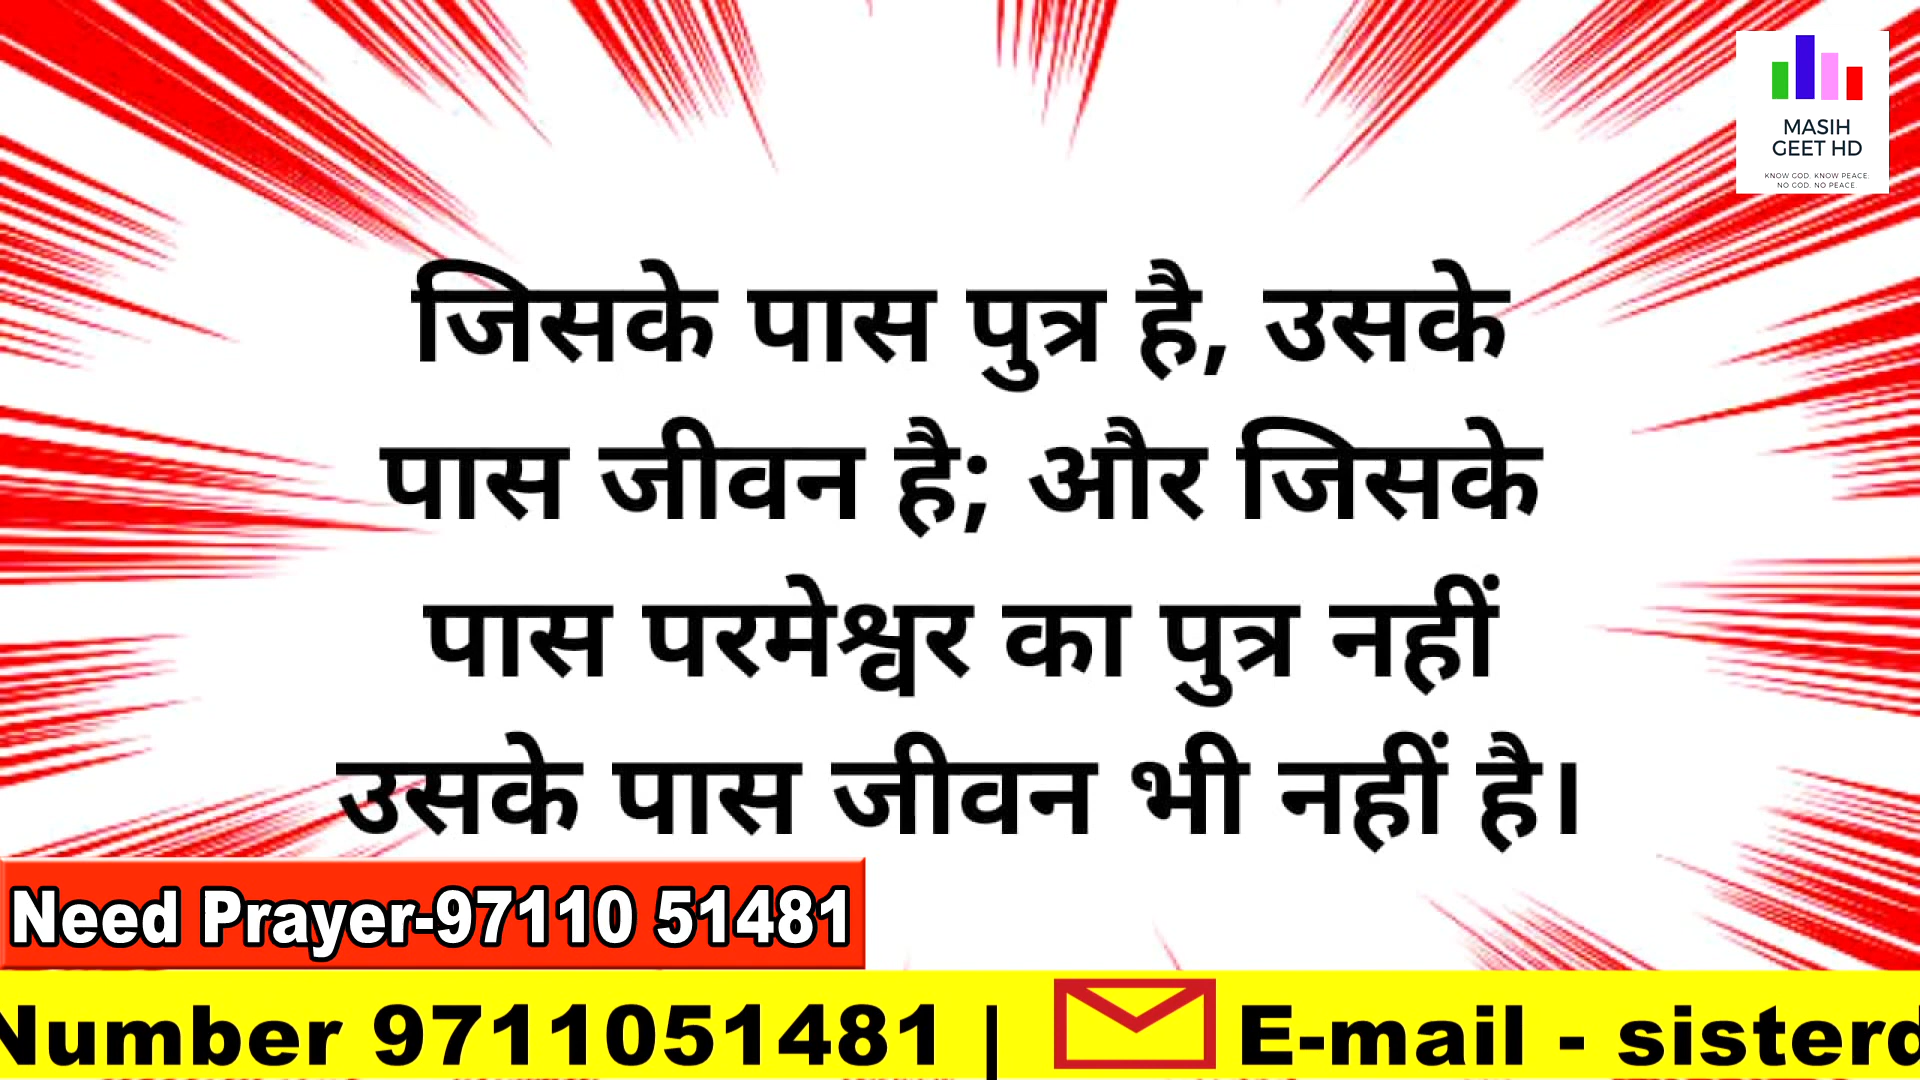 MASIH
GEET HD
KNOW GOD. KNOW PEACE.
NO GOD. NO PEACE.
जिसके पास पुत्र है, उसके
पास जीवन है; और जिसके
पास परमेश्वर का पुत्र नहीं
उसके पास जीवन भी नहीं है।
Need Prayer-97110 51481
Number 9711051481 | E-mail - sisterd